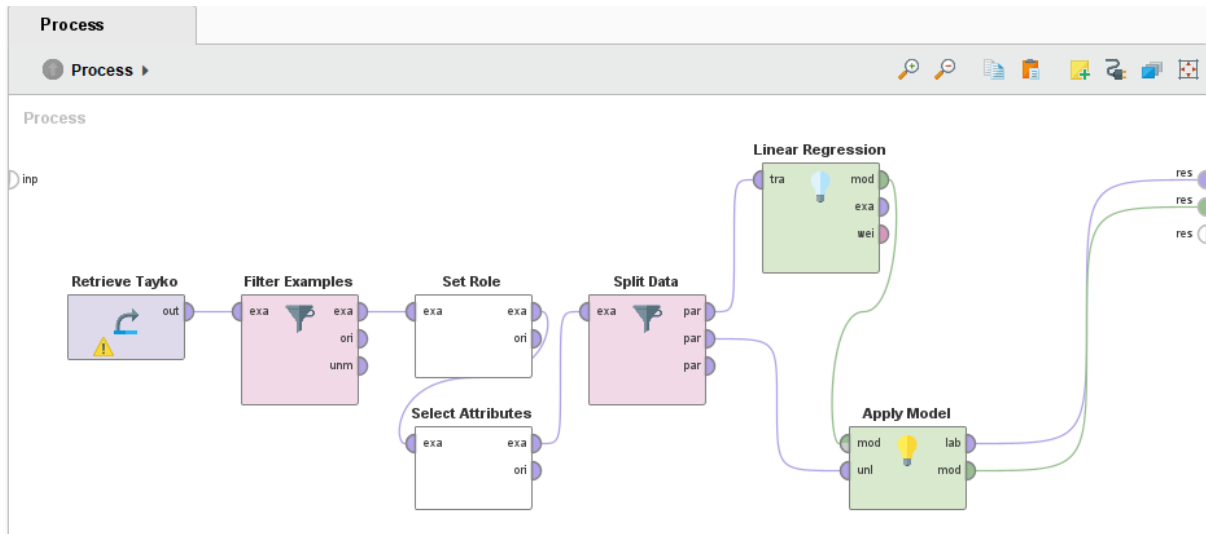 Process
Process
Process
inp
Retrieve Tayko
out
Filter Examples
exa exa
ori
unm
Set Role
exa exa
ori
Select Attributes
exa exa
ori
Split Data
exa par
par
par
Linear Regression
tra mod
exa
wei
Apply Model
mod lab
unl mod
res
res
res